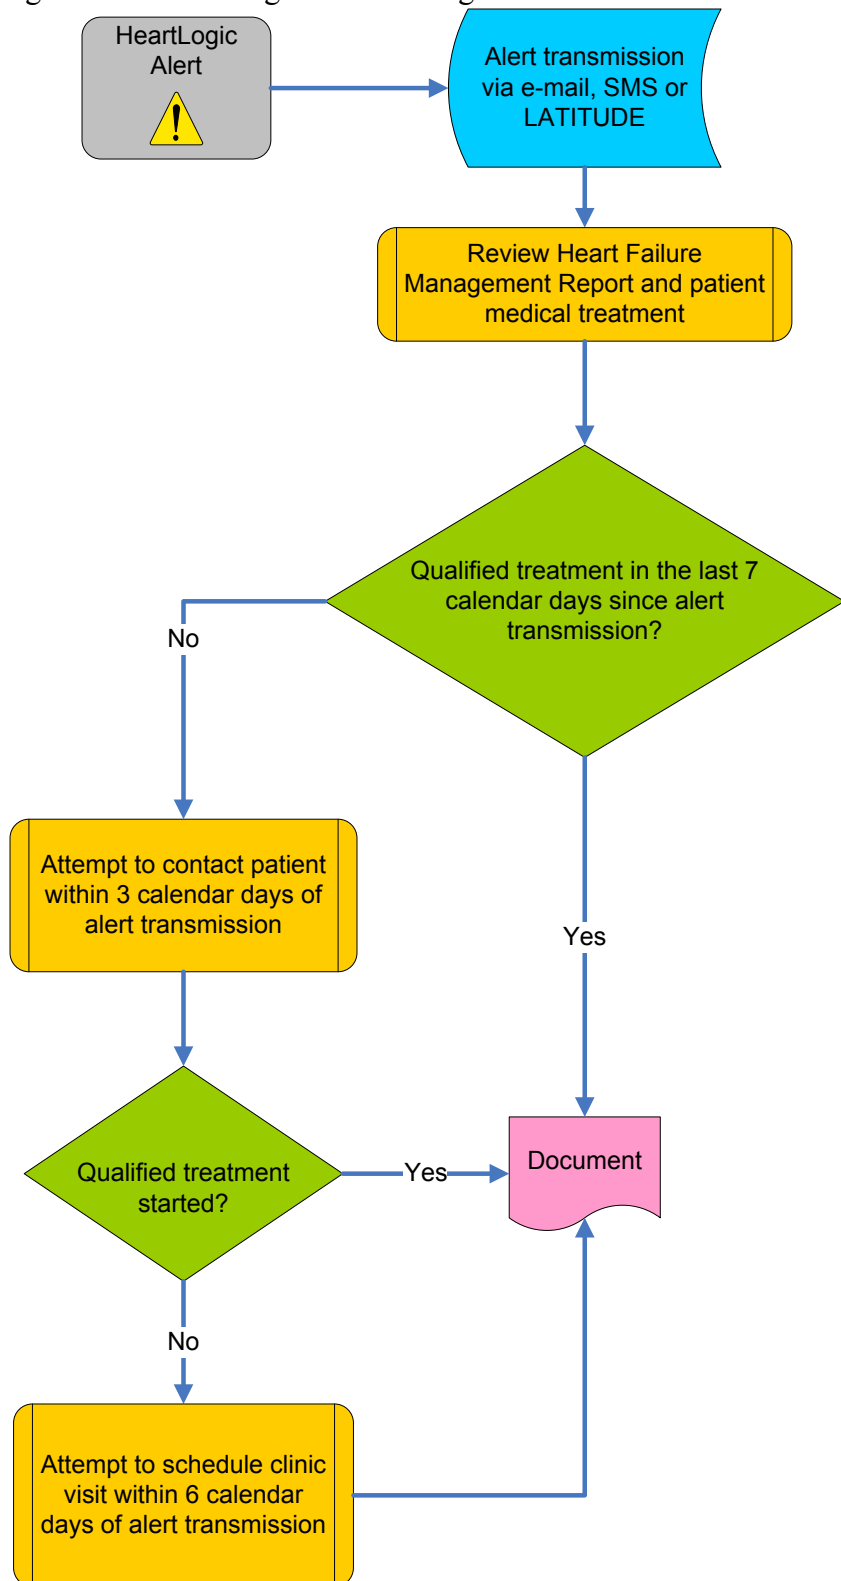 HeartLogic
Alert
!
Alert transmission
via e-mail, SMS or
LATITUDE
Review Heart Failure
Management Report and patient
medical treatment
Qualified treatment in the last 7
calendar days since alert
transmission?
No
Attempt to contact patient
within 3 calendar days of
alert transmission
Yes
Qualified treatment
started?
Yes
Document
No
Attempt to schedule clinic
visit within 6 calendar
days of alert transmission